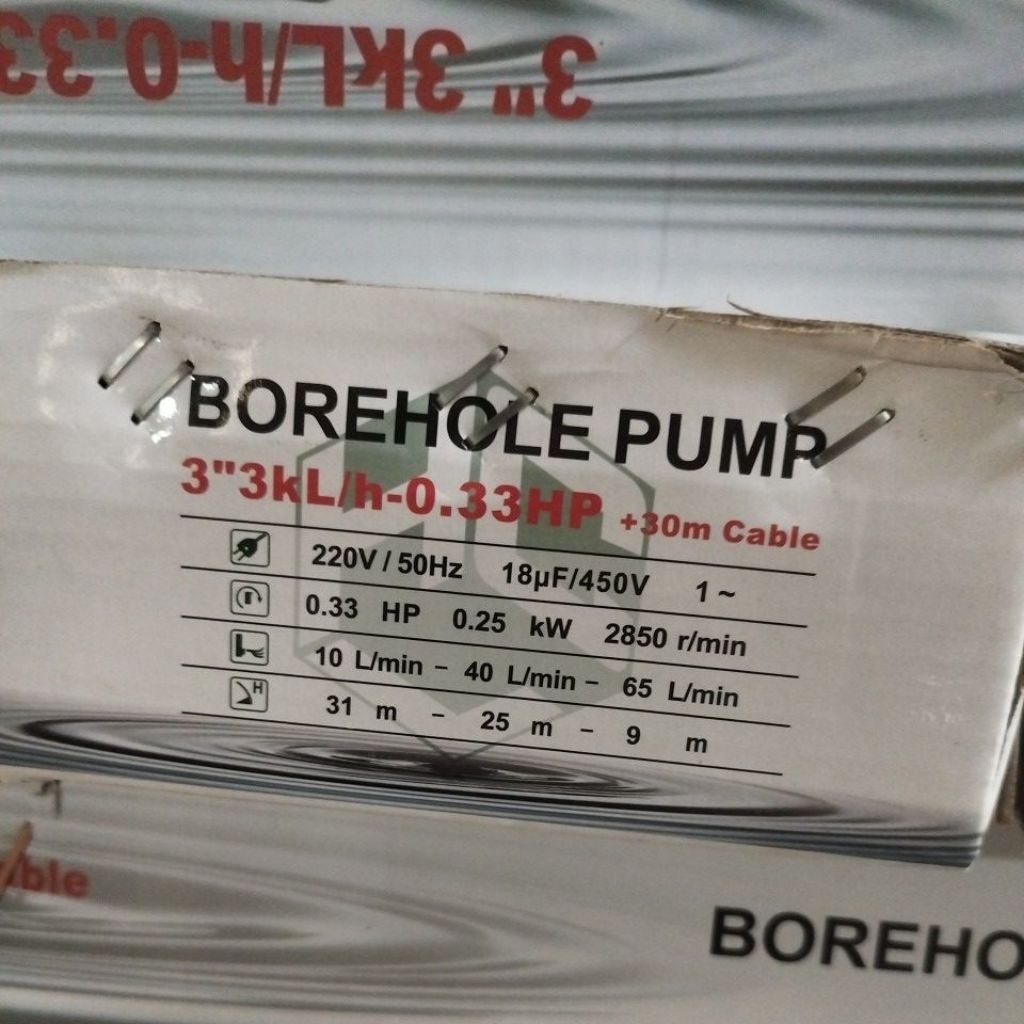 3" 3kL/h-0.33
BOREHOLE PUMP
3"3kL/h-0.33HP +30m Cable
220V / 50Hz 18µF/450V 1~
0.33 HP 0.25 kW 2850 r/min
10 L/min – 40 L/min – 65 L/min
H
31 m – 25 m – 9 m
ble
BOREHO